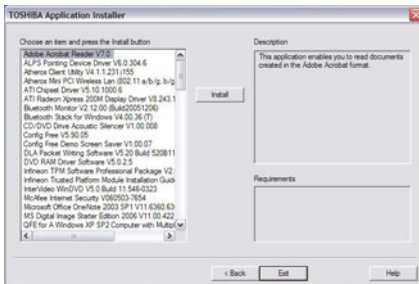 TOSHIBA Application Installer
Choose an item and press the Install button
Adobe Acrobat Reader V7.0
ALPS Pointing Device Driver V6.0.304.6
Atheros Client Utility V4.1.1.231/155
Atheros Mini PCI Wireless Lan (802.11 a/b/g, b/g
ATI Chipset Driver V5.10.1000.6
ATI Radeon Xpress 200M Display Driver V8.243.1
Bluetooth Monitor V2.12.00 (Build20051206)
Bluetooth Stack for Windows V4.00.36 (T)
CD/DVD Drive Acoustic Silencer V1.00.008
Config Free V5.90.05
Config Free Demo Screen Saver V1.00.07
DLA Packet Writing Software V5.20 Build 520811
DVD RAM Driver Software V5.0.2.5
Infineon TPM Software Professional Package V2.
Infineon Trusted Platform Module Installation Guid
InterVideo WinDVD V5.0 Build 11.546-0323
McAfee Internet Security V060503-7654
Microsoft Office OneNote 2003 SP1 V11.6360.63
MS Digital Image Starter Edition 2006 V11.00.422
QFE for A Windows XP SP2 Computer with Multipl
Install
Description
This application enables you to read documents
created in the Adobe Acrobat format.
Requirements
< Back
Exit
Help